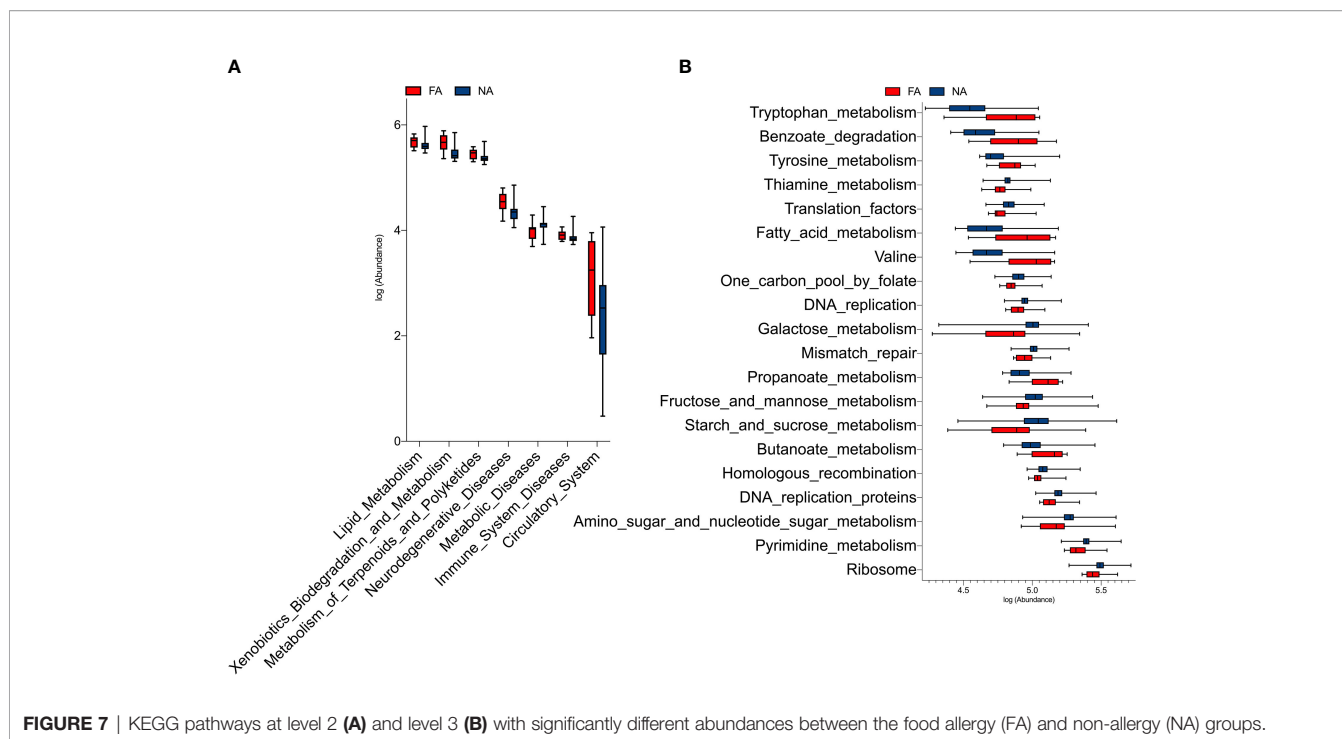 A
FA NA
6
4
2
0
log (Abundance)
Lipid_Metabolism
Xenobiotics_Biodegradation_and_Metabolism
Metabolism_of_Terpenoids_and_Polyketides
Neurodegenerative_Diseases
Metabolic_Diseases
Immune_System_Diseases
Circulatory_System
B
FA NA
Tryptophan_metabolism
Benzoate_degradation
Tyrosine_metabolism
Thiamine_metabolism
Translation_factors
Fatty_acid_metabolism
Valine
One_carbon_pool_by_folate
DNA_replication
Galactose_metabolism
Mismatch_repair
Propanoate_metabolism
Fructose_and_mannose_metabolism
Starch_and_sucrose_metabolism
Butanoate_metabolism
Homologous_recombination
DNA_replication_proteins
Amino_sugar_and_nucleotide_sugar_metabolism
Pyrimidine_metabolism
Ribosome
4.5 5.0 5.5
log (Abundance)
FIGURE 7 | KEGG pathways at level 2 (A) and level 3 (B) with significantly different abundances between the food allergy (FA) and non-allergy (NA) groups.